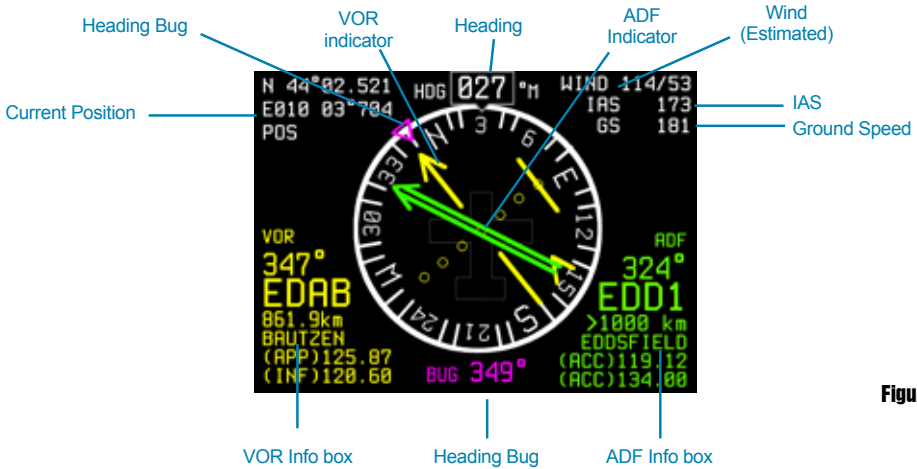 Heading Bug
VOR
indicator
Heading
ADF
Indicator
Wind
(Estimated)
Current Position
IAS
Ground Speed
N 44°02.521
E010 03°704
POS
HDG 027 °M
WIND 114/53
IAS 173
GS 181
N 3 6 E 12 15 S 21 24 W 30 33
VOR
347°
EDAB
861.9km
BAUTZEN
(APP)125.87
(INF)120.60
BUG 349°
ADF
324°
EDD1
>1000 km
EDDSFIELD
(ACC)119.12
(ACC)134.00
VOR Info box
Heading Bug
ADF Info box
Figu